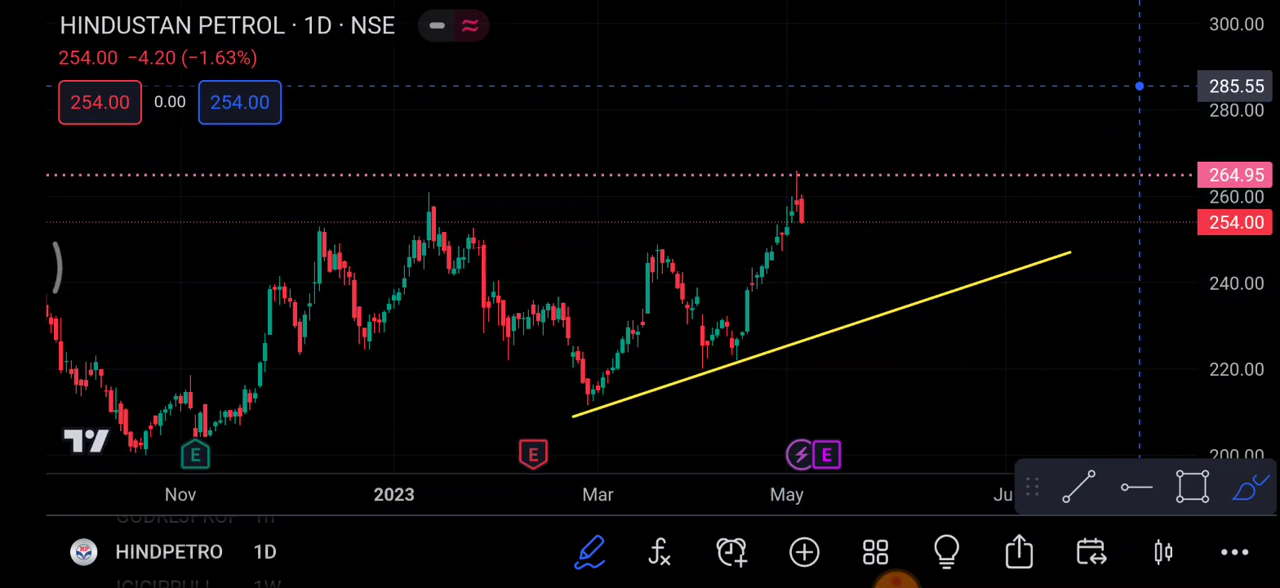 HINDUSTAN PETROL · 1D · NSE
254.00 −4.20 (−1.63%)
254.00 0.00 254.00
300.00
285.55
280.00
264.95
260.00
254.00
240.00
220.00
200.00
E E E
Nov 2023 Mar May
HINDPETRO 1D